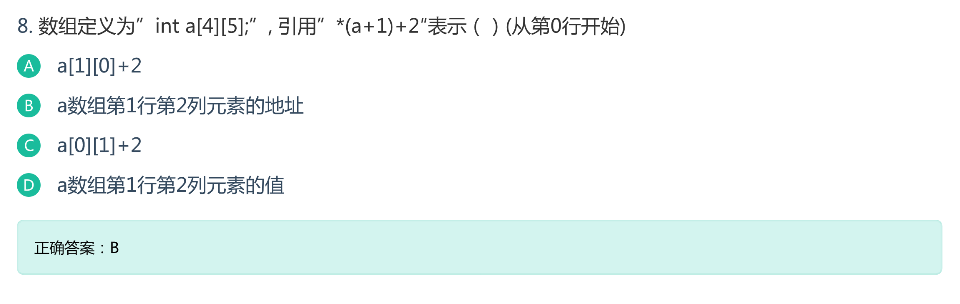 8. 数组定义为”int a[4][5];”, 引用”*(a+1)+2“表示 ( ) (从第0行开始)
A a[1][0]+2
B a数组第1行第2列元素的地址
C a[0][1]+2
D a数组第1行第2列元素的值
正确答案：B